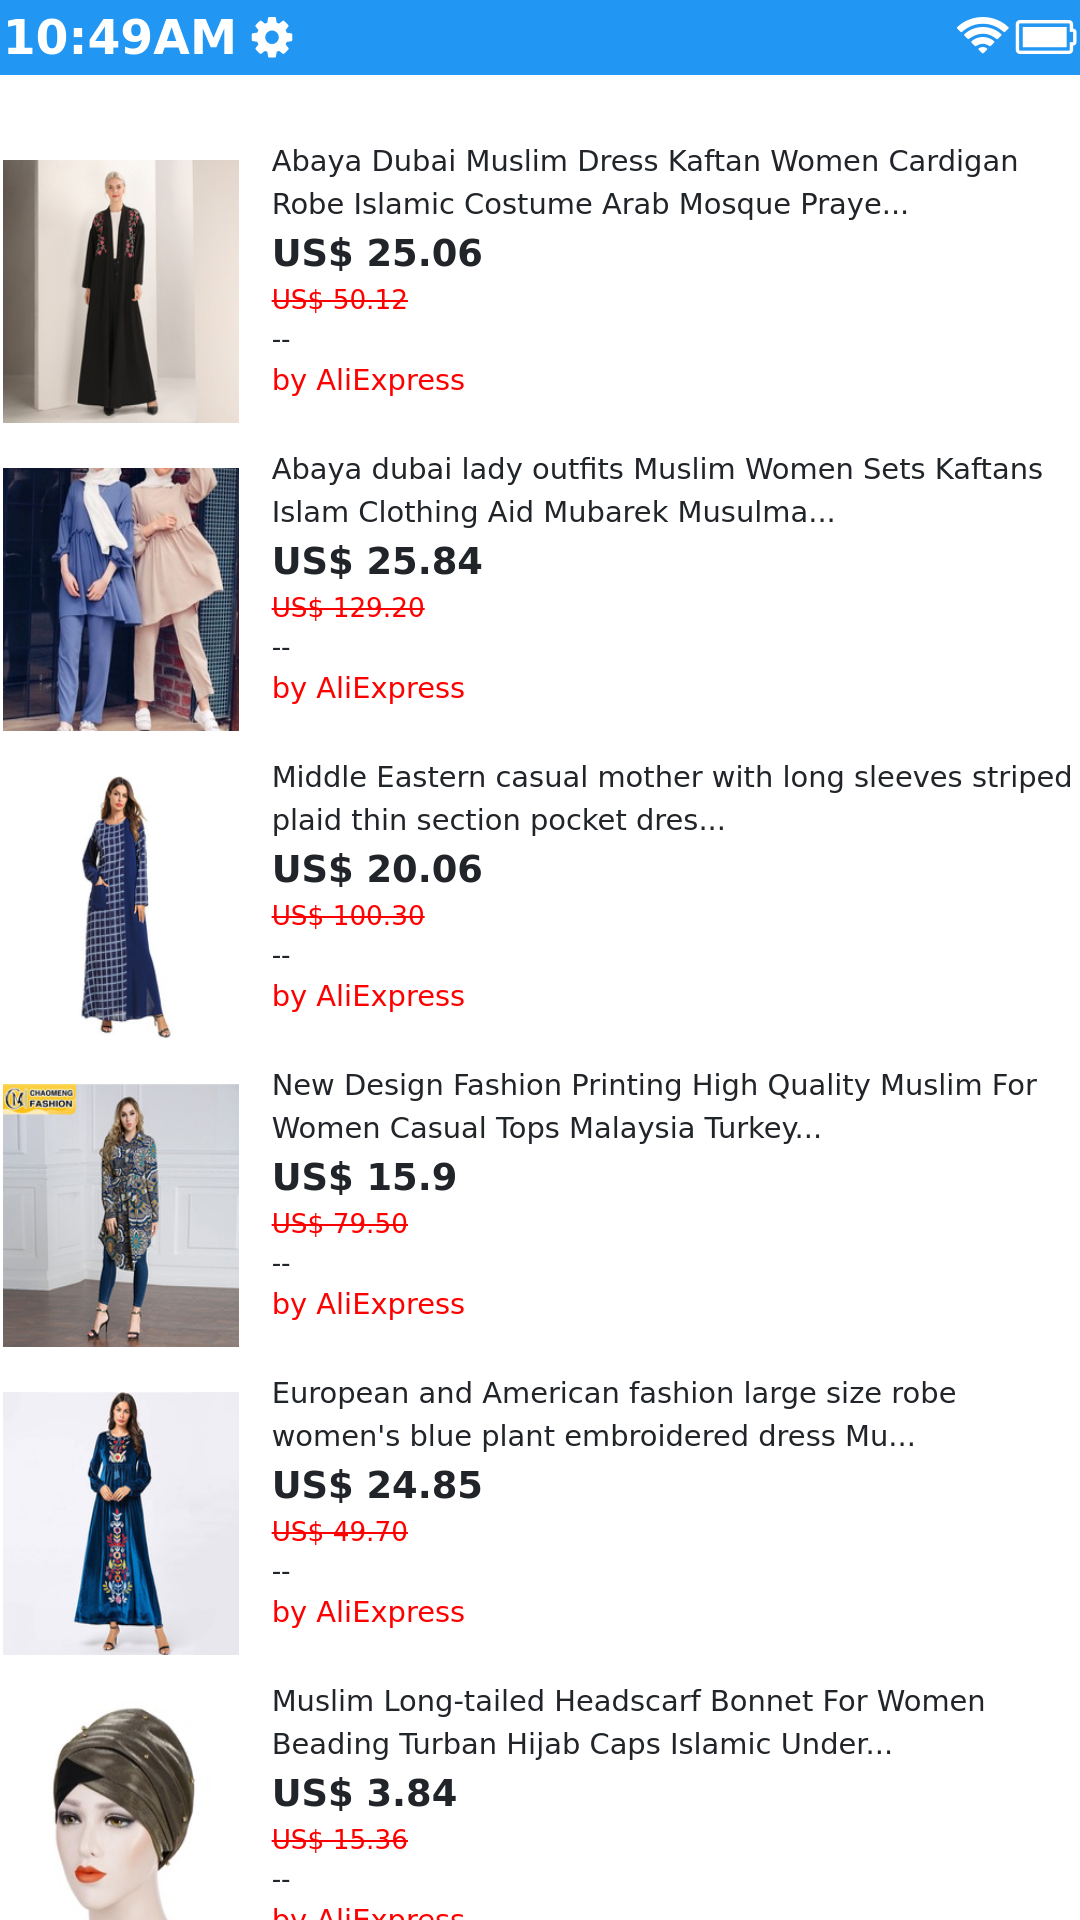 10:49AM
Abaya Dubai Muslim Dress Kaftan Women Cardigan
Robe Islamic Costume Arab Mosque Praye...
US$ 25.06
US$ 50.12
--
by AliExpress
Abaya dubai lady outfits Muslim Women Sets Kaftans
Islam Clothing Aid Mubarek Musulma...
US$ 25.84
US$ 129.20
--
by AliExpress
Middle Eastern casual mother with long sleeves striped
plaid thin section pocket dres...
US$ 20.06
US$ 100.30
--
by AliExpress
CHAOMENG
FASHION
New Design Fashion Printing High Quality Muslim For
Women Casual Tops Malaysia Turkey...
US$ 15.9
US$ 79.50
--
by AliExpress
European and American fashion large size robe
women's blue plant embroidered dress Mu...
US$ 24.85
US$ 49.70
--
by AliExpress
Muslim Long-tailed Headscarf Bonnet For Women
Beading Turban Hijab Caps Islamic Under...
US$ 3.84
US$ 15.36
--
by AliExpress